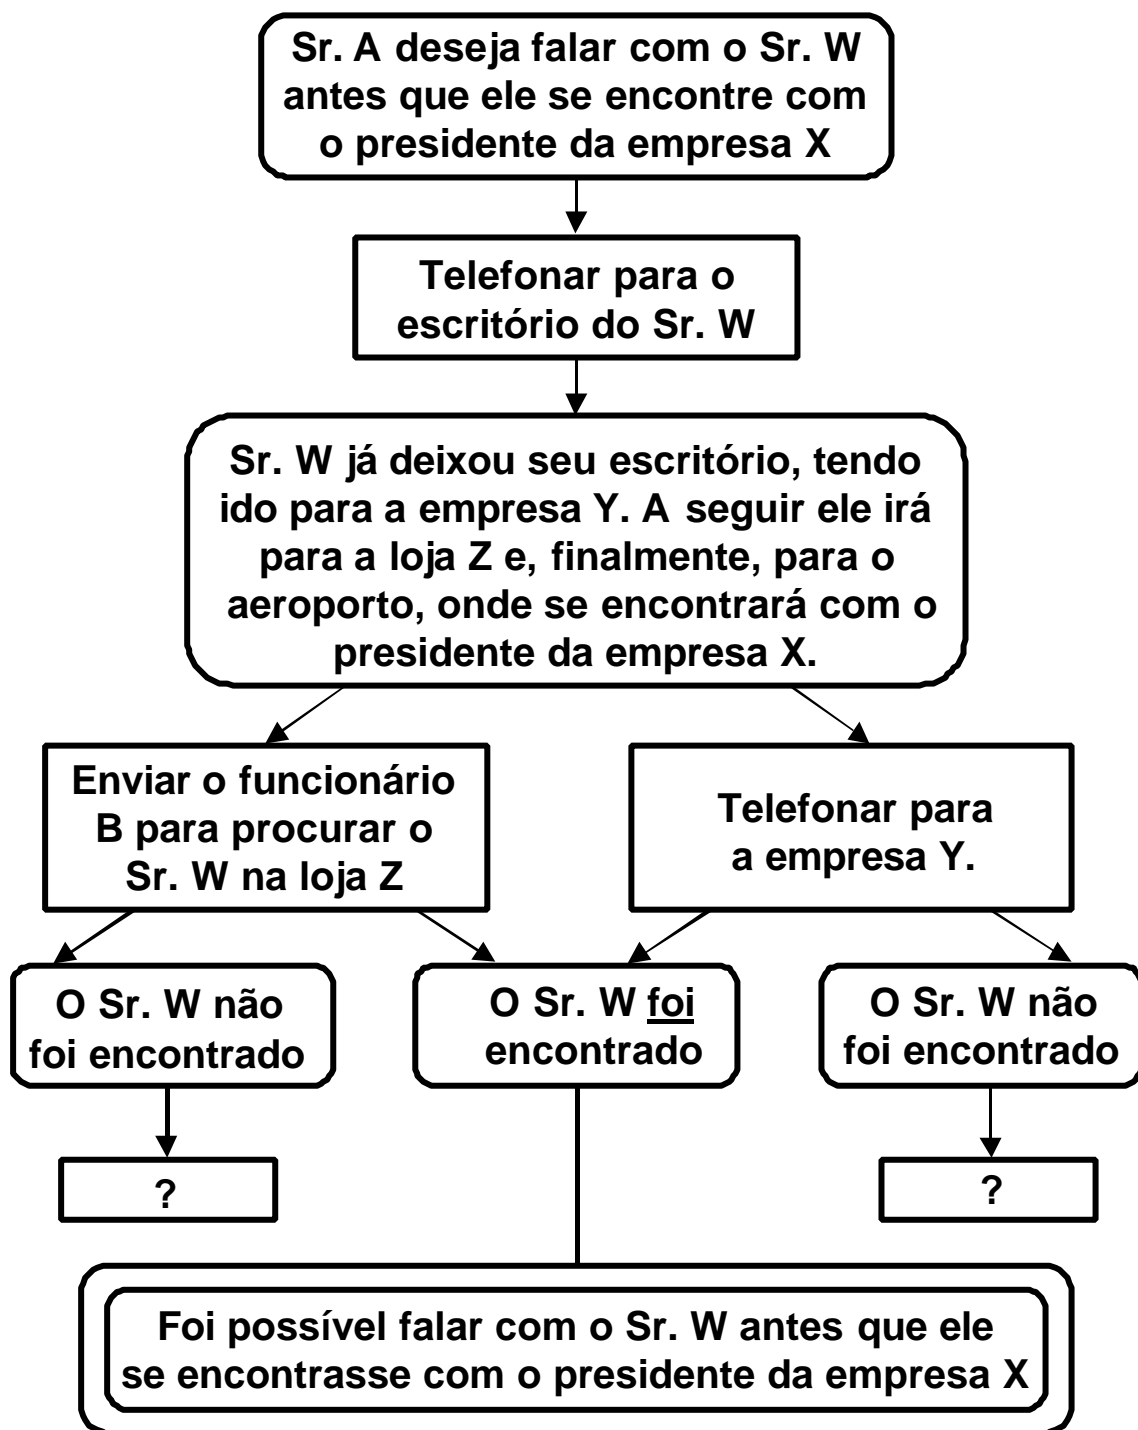 Sr. A deseja falar com o Sr. W
antes que ele se encontre com
o presidente da empresa X
Telefonar para o
escritório do Sr. W
Sr. W já deixou seu escritório, tendo
ido para a empresa Y. A seguir ele irá
para a loja Z e, finalmente, para o
aeroporto, onde se encontrará com o
presidente da empresa X.
Enviar o funcionário
B para procurar o
Sr. W na loja Z
Telefonar para
a empresa Y.
O Sr. W não
foi encontrado
O Sr. W foi
encontrado
O Sr. W não
foi encontrado
?
?
Foi possível falar com o Sr. W antes que ele
se encontrasse com o presidente da empresa X